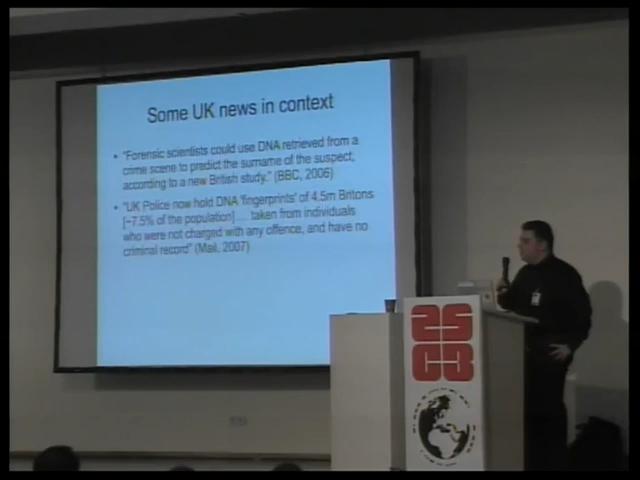 Some UK news in context
• "Forensic scientists could use DNA retrieved from a
crime scene to predict the surname of the suspect,
according to a new British study." (BBC, 2006)
• "UK Police now hold DNA 'fingerprints' of 4.5m Britons
[~7.5% of the population] ... taken from individuals
who were not charged with any offence, and have no
criminal record" (Mail, 2007)
25
C3